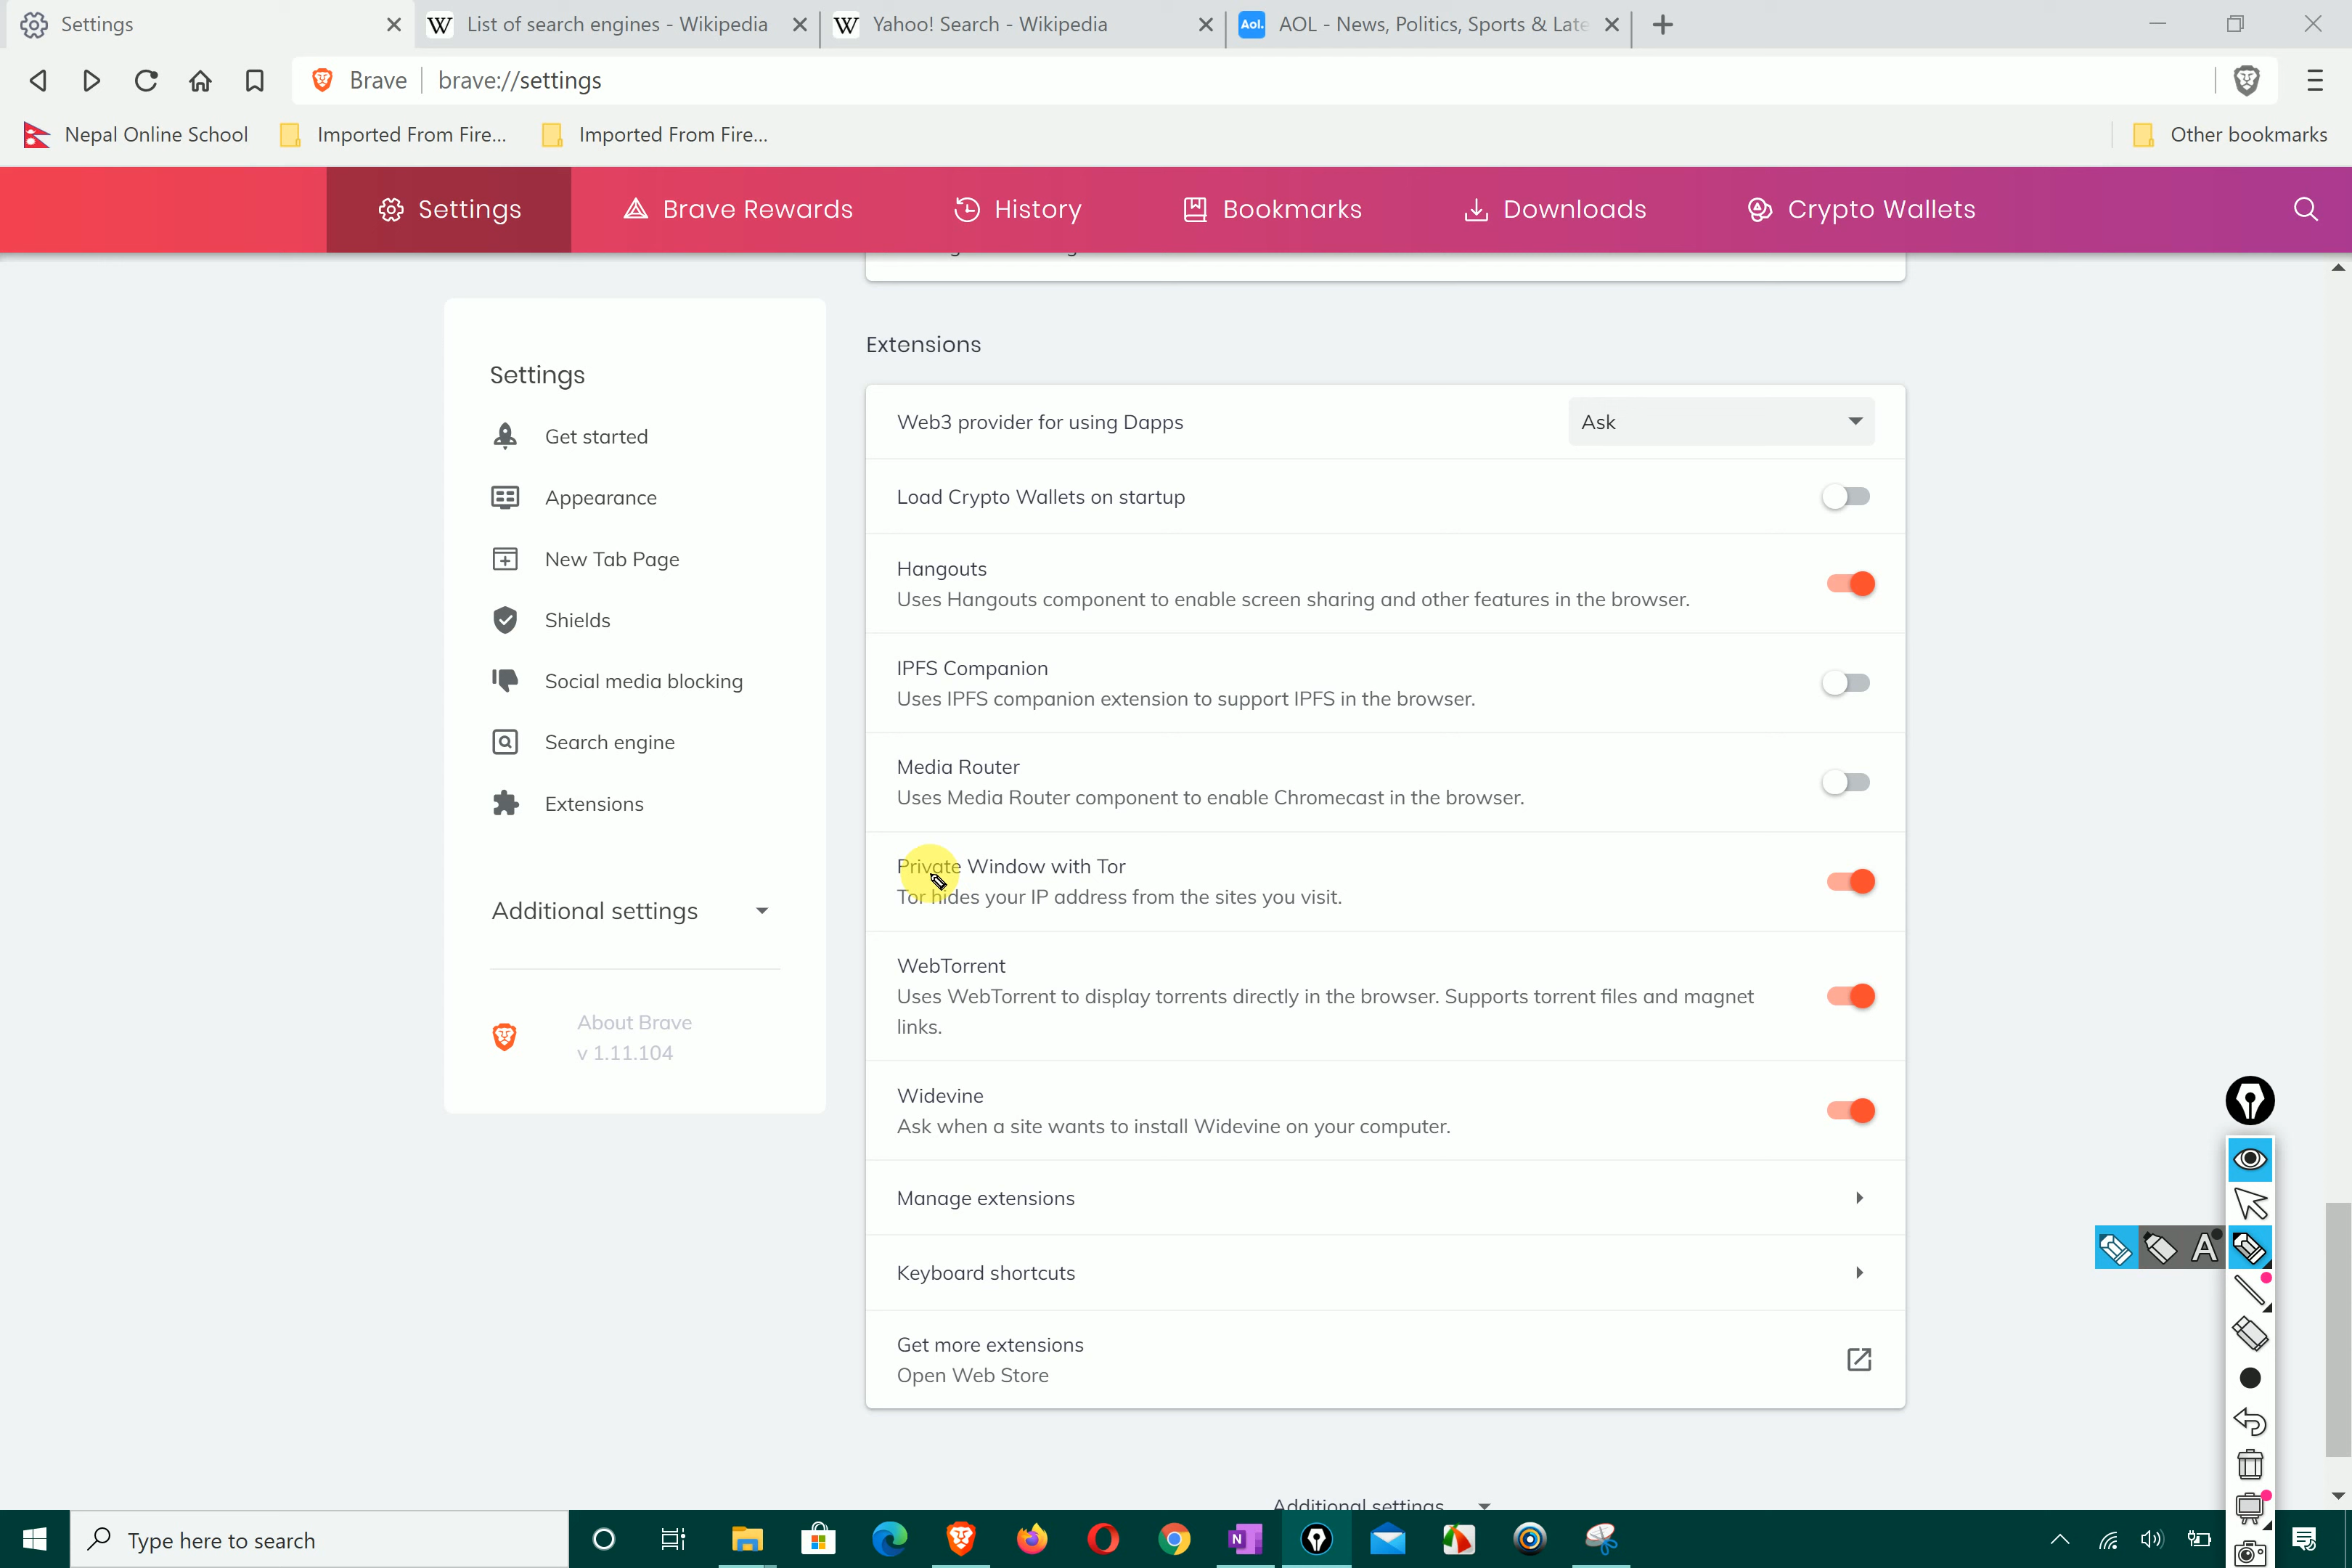 Settings
List of search engines - Wikipedia
Yahoo! Search - Wikipedia
Aol.
AOL - News, Politics, Sports & Late
Brave
brave://settings
Nepal Online School
Imported From Fire...
Imported From Fire...
Other bookmarks
Settings
Brave Rewards
History
Bookmarks
Downloads
Crypto Wallets
Settings
Get started
Appearance
New Tab Page
Shields
Social media blocking
Search engine
Extensions
Additional settings
About Brave
v 1.11.104
Extensions
Web3 provider for using Dapps
Ask
Load Crypto Wallets on startup
Hangouts
Uses Hangouts component to enable screen sharing and other features in the browser.
IPFS Companion
Uses IPFS companion extension to support IPFS in the browser.
Media Router
Uses Media Router component to enable Chromecast in the browser.
Private Window with Tor
Tor hides your IP address from the sites you visit.
WebTorrent
Uses WebTorrent to display torrents directly in the browser. Supports torrent files and magnet
links.
Widevine
Ask when a site wants to install Widevine on your computer.
Manage extensions
Keyboard shortcuts
Get more extensions
Open Web Store
Additional settings
Type here to search